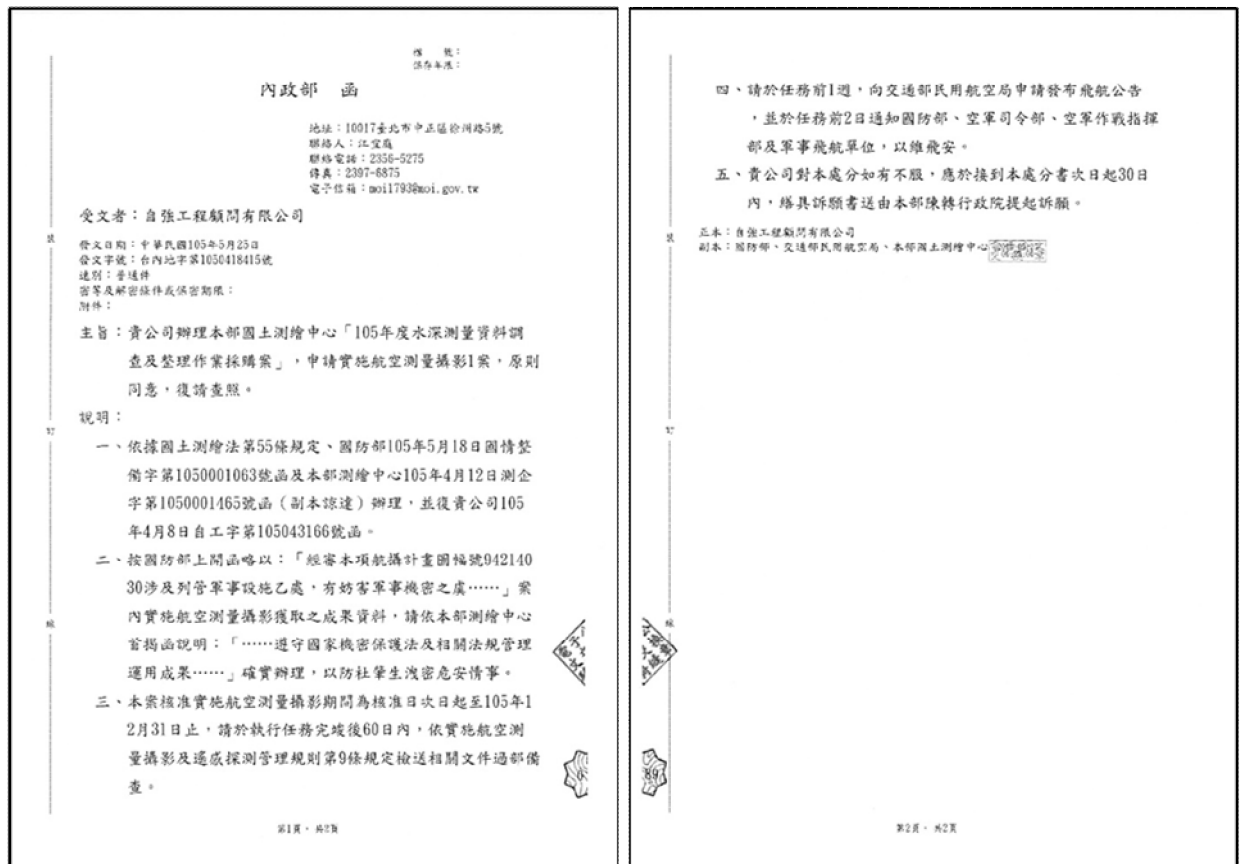 檔　號：
保存年限：
內政部　函
地址：10017臺北市中正區徐州路5號
聯絡人：江宜庭
聯絡電話：2356-5275
傳真：2397-6875
電子信箱：moi1793@moi.gov.tw
受文者：自強工程顧問有限公司
發文日期：中華民國105年5月25日
發文字號：台內地字第1050418415號
速別：普通件
密等及解密條件或保密期限：
附件：
主旨：貴公司辦理本部國土測繪中心「105年度水深測量資料調
查及整理作業採購案」，申請實施航空測量攝影1案，原則
同意，復請查照。
說明：
一、依據國土測繪法第55條規定、國防部105年5月18日國情整
備字第1050001063號函及本部測繪中心105年4月12日測企
字第1050001465號函（副本諒達）辦理，並復貴公司105
年4月8日自工字第105043166號函。
二、按國防部上開函略以：「經審本項航攝計畫圖幅號942140
30涉及列管軍事設施乙處，有妨害軍事機密之虞……」案
內實施航空測量攝影獲取之成果資料，請依本部測繪中心
首揭函說明：「……遵守國家機密保護法及相關法規管理
運用成果……」確實辦理，以防杜肇生洩密危安情事。
三、本案核准實施航空測量攝影期間為核准日次日起至105年1
2月31日止，請於執行任務完竣後60日內，依實施航空測
量攝影及遙感探測管理規則第9條規定檢送相關文件過部備
查。
裝
訂
線
第1頁，共2頁
四、請於任務前1週，向交通部民用航空局申請發布飛航公告
，並於任務前2日通知國防部、空軍司令部、空軍作戰指揮
部及軍事飛航單位，以維飛安。
五、貴公司對本處分如有不服，應於接到本處分書次日起30日
內，繕具訴願書送由本部陳轉行政院提起訴願。
正本：自強工程顧問有限公司
副本：國防部、交通部民用航空局、本部國土測繪中心
裝
訂
線
89
第2頁，共2頁